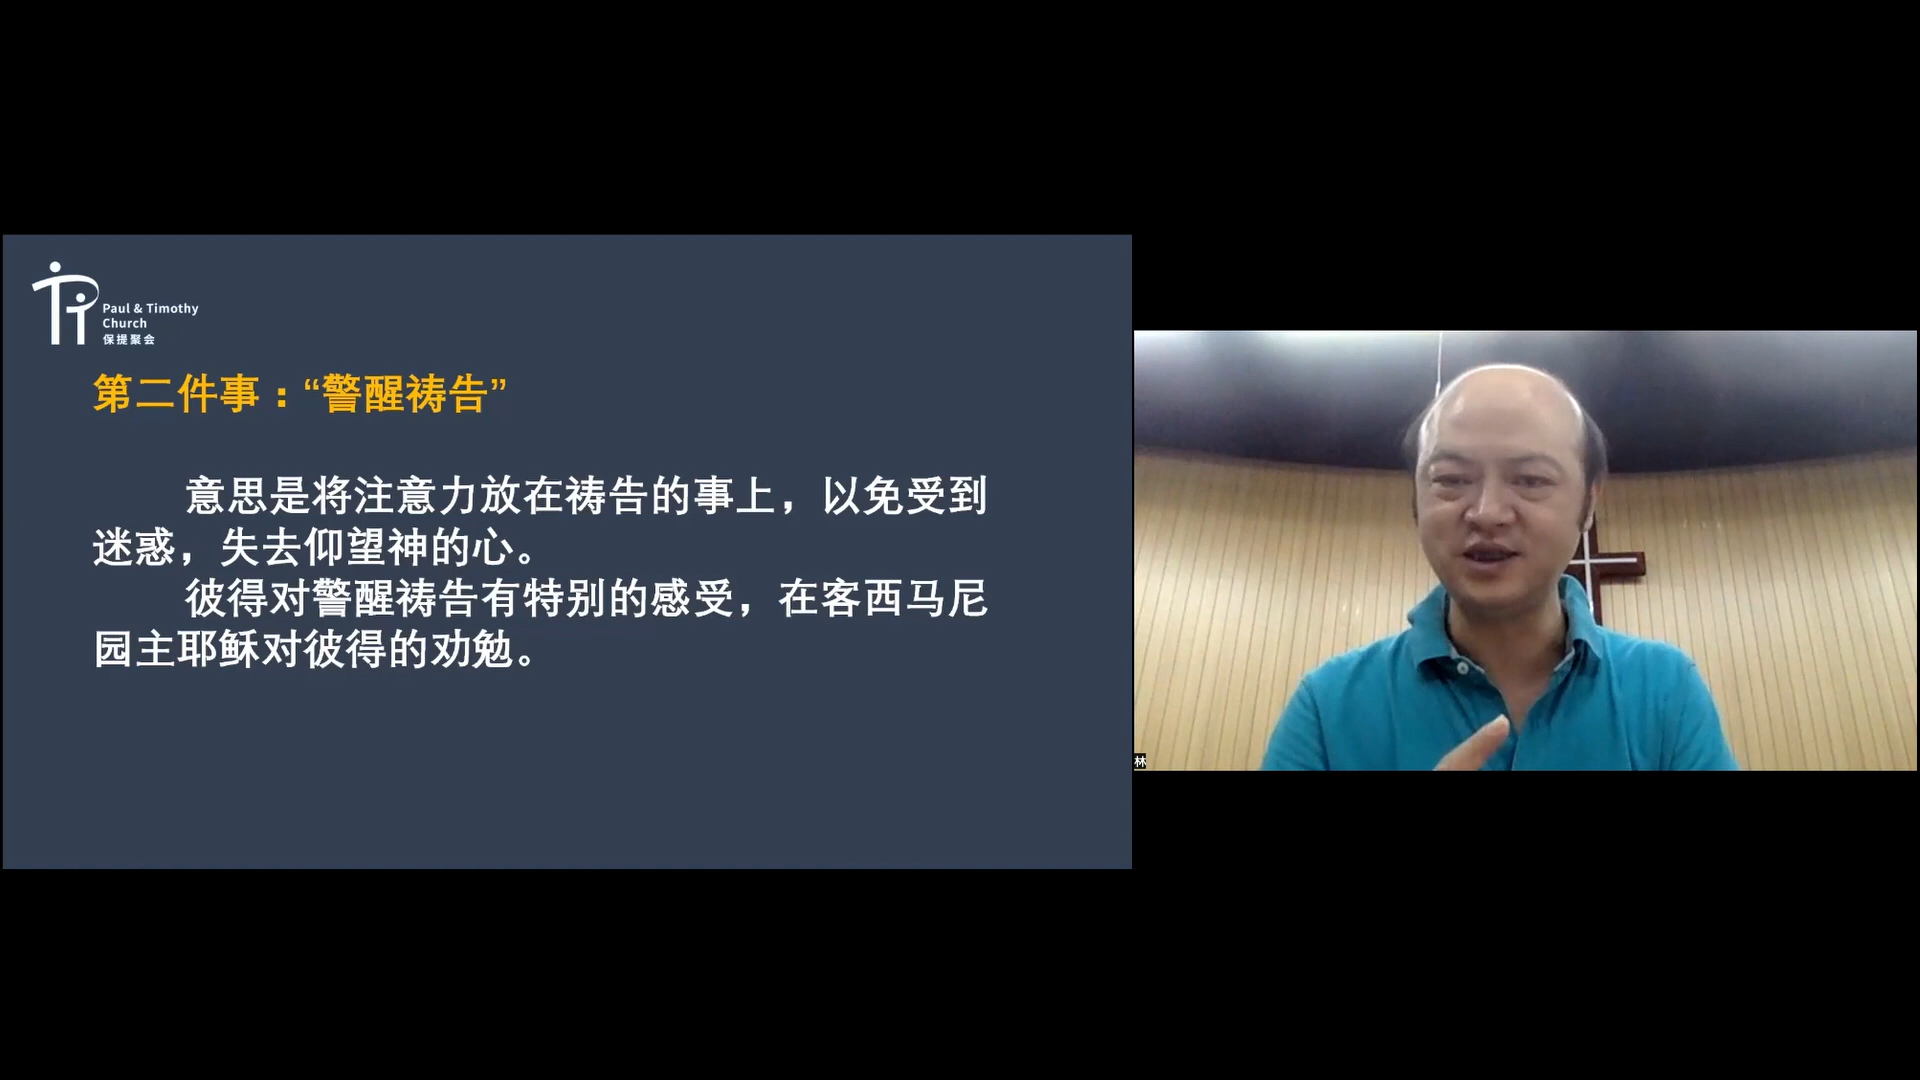 Paul & Timothy
Church
保提聚会
第二件事：“警醒祷告”
意思是将注意力放在祷告的事上，以免受到
迷惑，失去仰望神的心。
彼得对警醒祷告有特别的感受，在客西马尼
园主耶稣对彼得的劝勉。
林